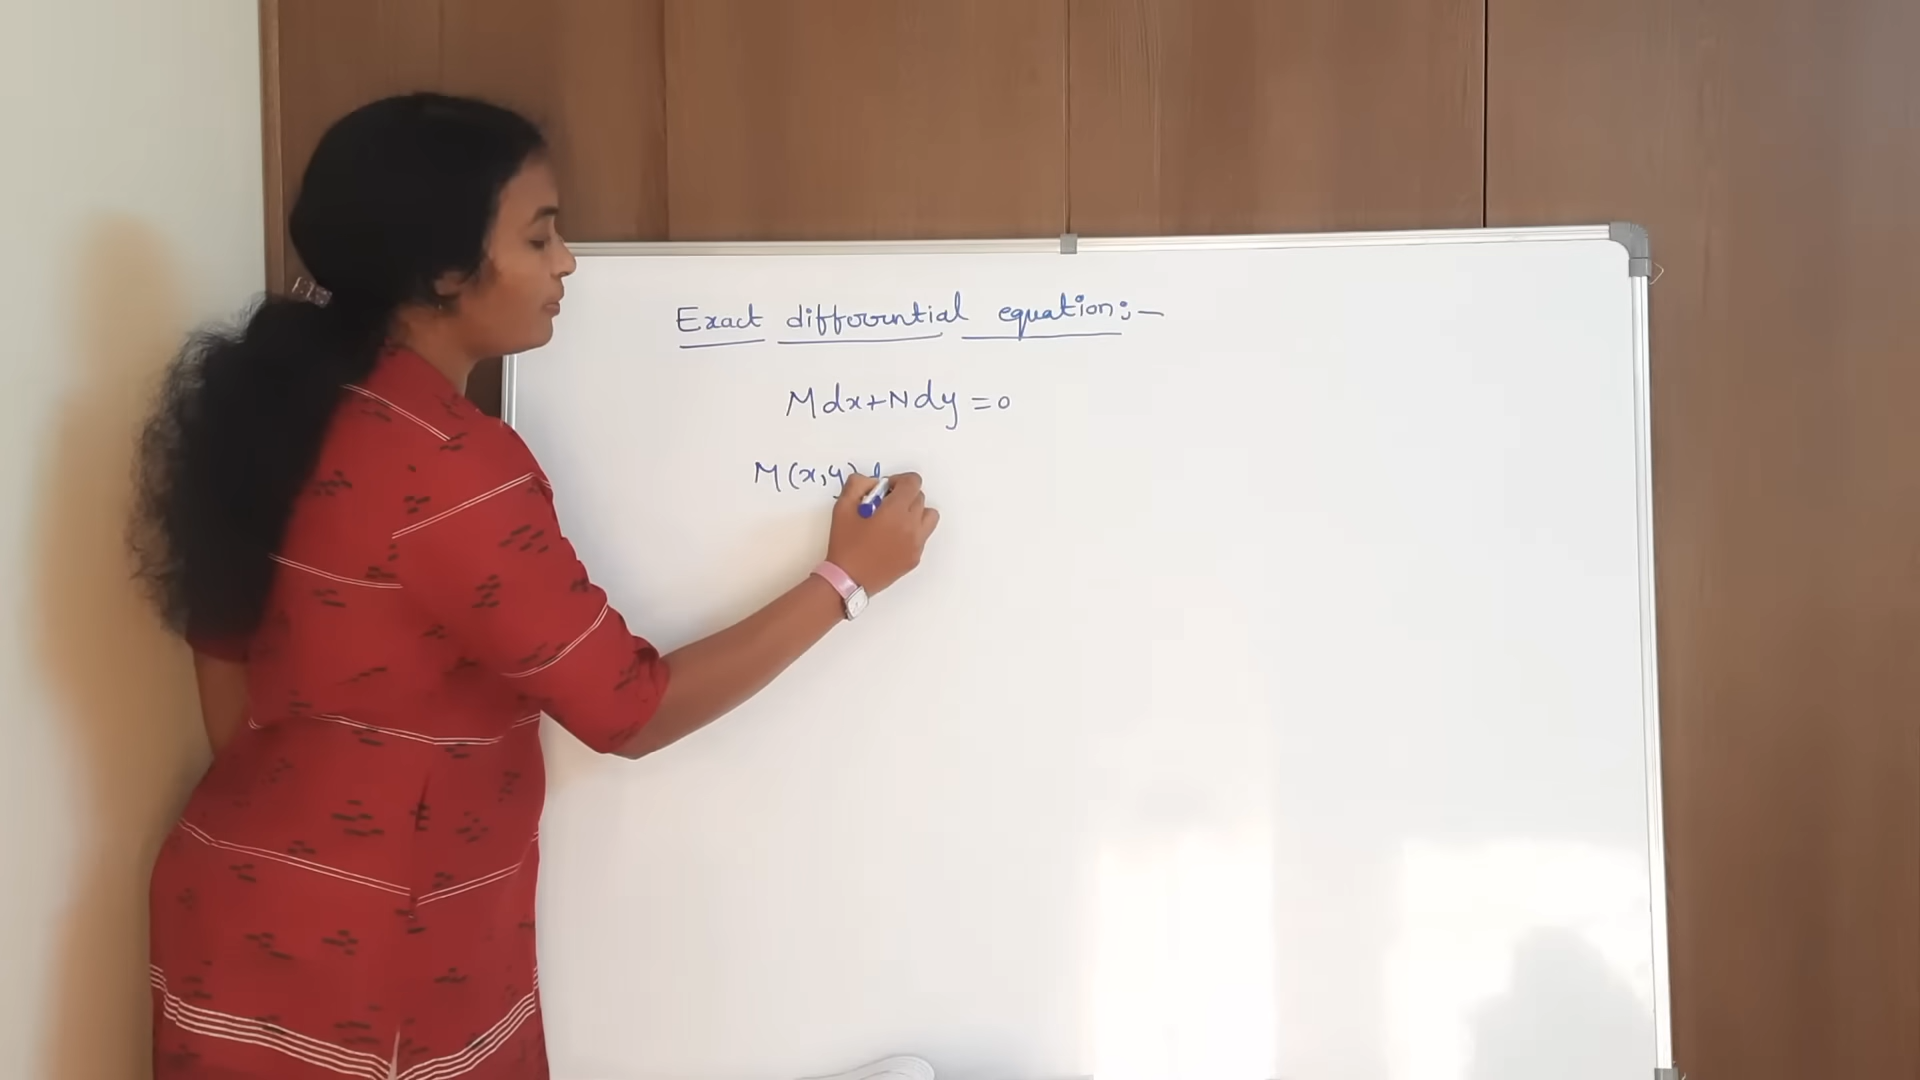 Exact differential equation:-
Mdx+Ndy=0
M(x,y) d